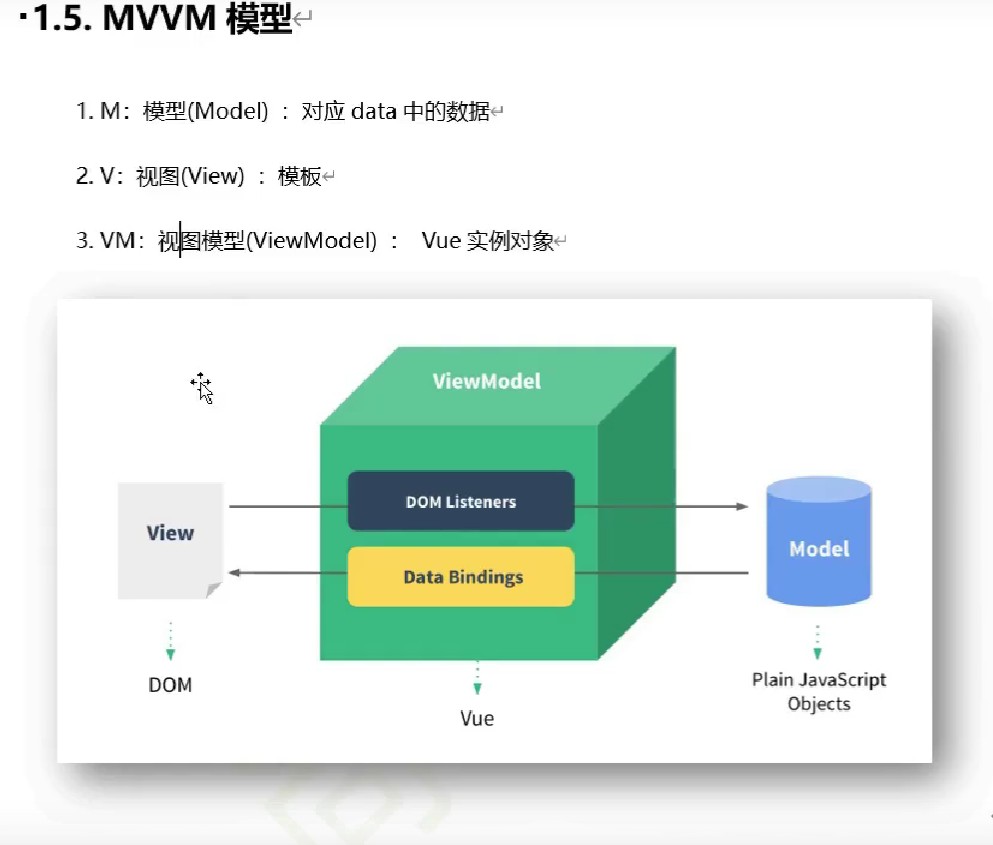 1.5. MVVM 模型
1. M：模型(Model) ：对应 data 中的数据
2. V：视图(View) ：模板
3. VM：视图模型(ViewModel) ： Vue 实例对象
ViewModel
DOM Listeners
View
Model
Data Bindings
DOM
Plain JavaScript
Objects
Vue